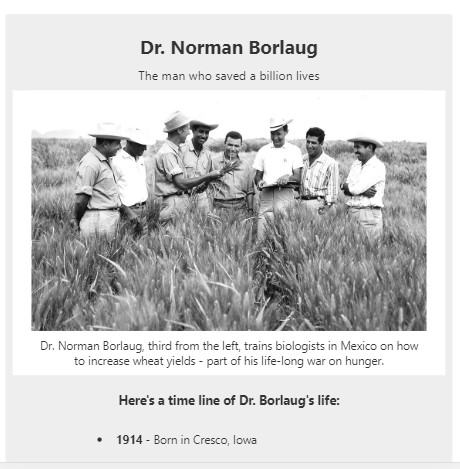 Dr. Norman Borlaug
The man who saved a billion lives
Dr. Norman Borlaug, third from the left, trains biologists in Mexico on how
to increase wheat yields - part of his life-long war on hunger.
Here's a time line of Dr. Borlaug's life:
• 1914 - Born in Cresco, Iowa